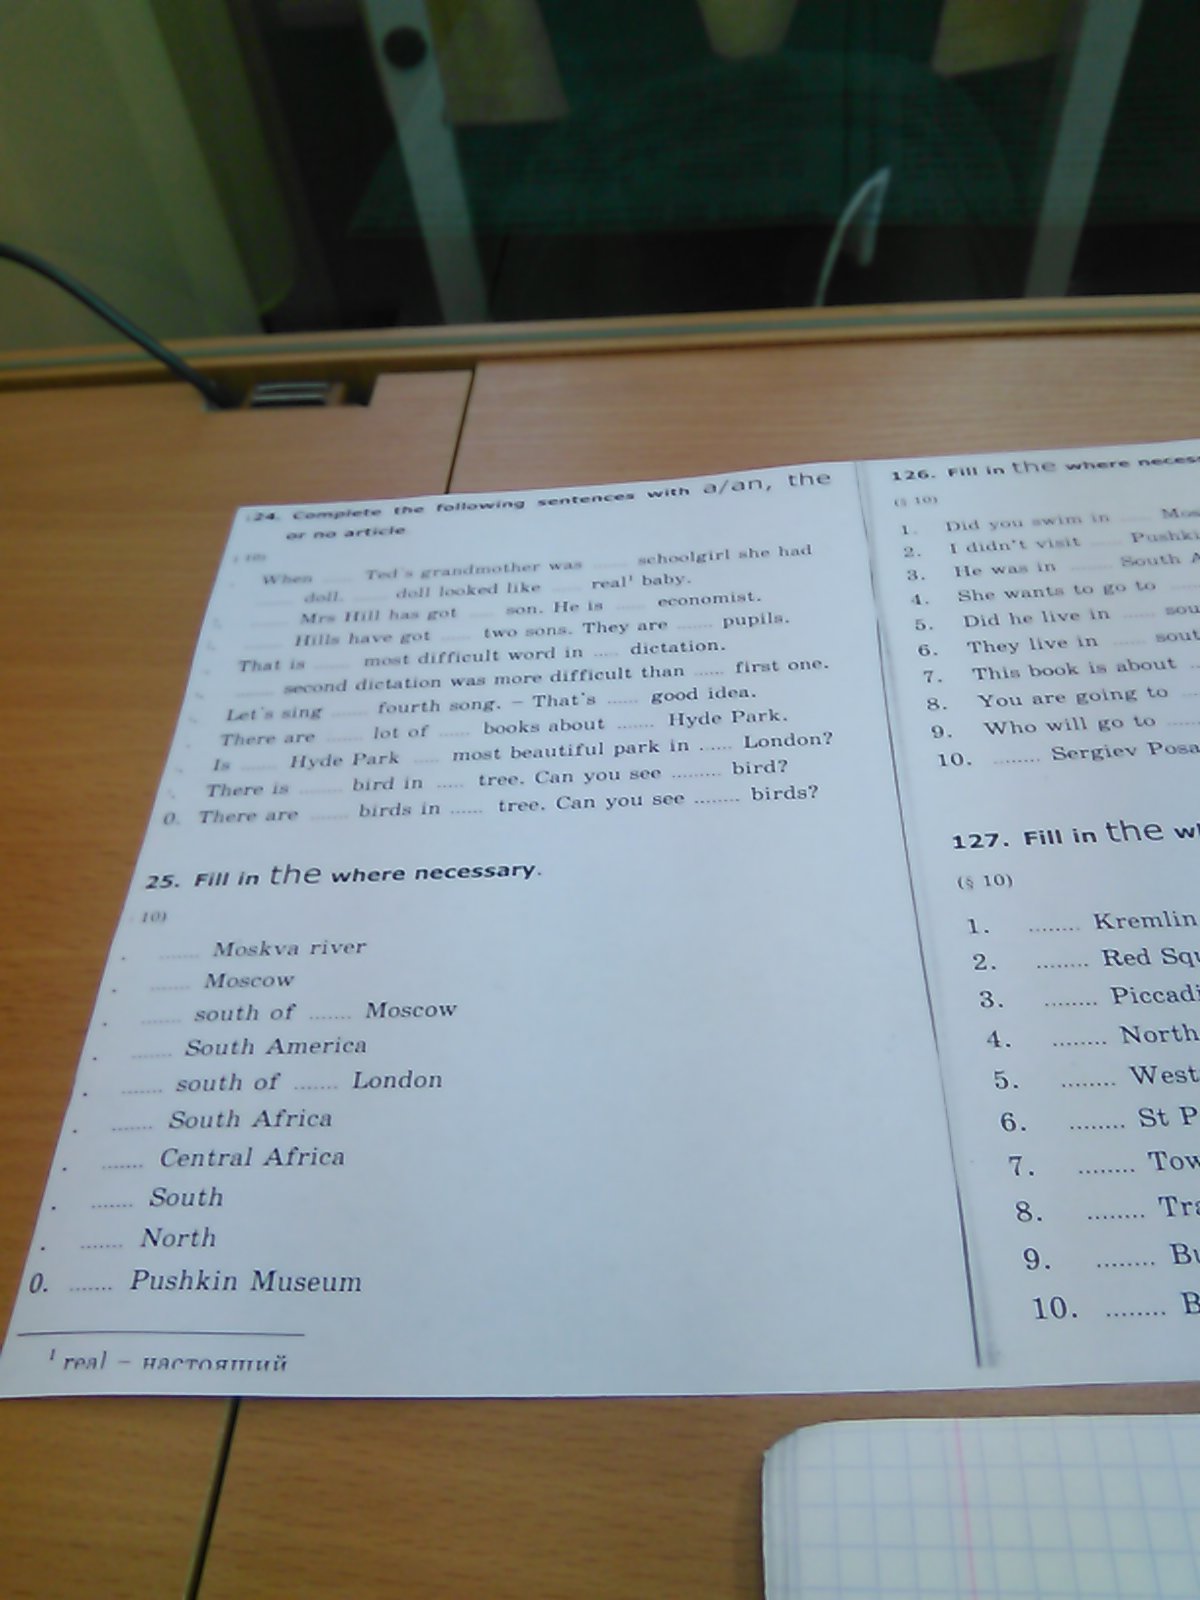 24. Complete the following sentences with a/an, the
or no article
10)
When ...... Ted's grandmother was ...... schoolgirl she had
...... doll. ...... doll looked like ...... real¹ baby.
...... Mrs Hill has got ...... son. He is ...... economist.
...... Hills have got ...... two sons. They are ...... pupils.
That is ...... most difficult word in ...... dictation.
...... second dictation was more difficult than ...... first one.
Let's sing ...... fourth song. – That's ...... good idea.
There are ...... lot of ...... books about ...... Hyde Park.
Is ...... Hyde Park ...... most beautiful park in ...... London?
There is ...... bird in ...... tree. Can you see ...... bird?
0. There are ...... birds in ...... tree. Can you see ...... birds?
25. Fill in the where necessary.
10)
. ...... Moskva river
. ...... Moscow
. ...... south of ...... Moscow
. ...... South America
. ...... south of ...... London
. ...... South Africa
. ...... Central Africa
. ...... South
. ...... North
0. ...... Pushkin Museum
¹ real – настоящий
126. Fill in the where necess
(§ 10)
1. Did you swim in ...... Mos
2. I didn't visit ...... Pushki
3. He was in ...... South A
4. She wants to go to ......
5. Did he live in ...... sou
6. They live in ...... sout
7. This book is about ..
8. You are going to ...
9. Who will go to ......
10. ........ Sergiev Posa
127. Fill in the wh
(§ 10)
1. ........ Kremlin
2. ........ Red Squ
3. ........ Piccadi
4. ........ North
5. ........ West
6. ........ St P
7. ........ Tow
8. ........ Tra
9. ........ Bu
10. ........ B